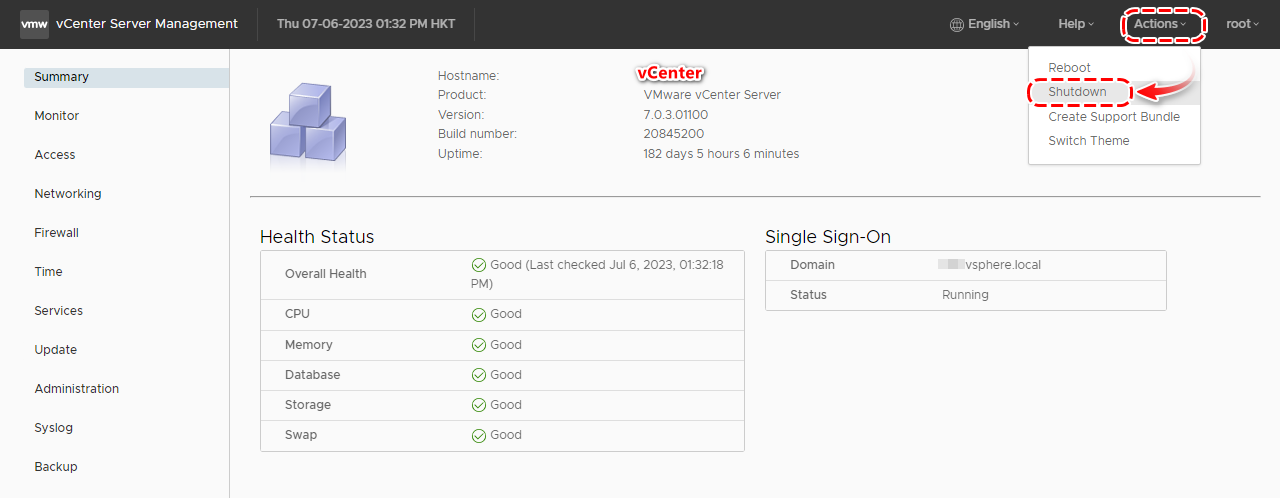 vmw vCenter Server Management Thu 07-06-2023 01:32 PM HKT English Help Actions root
Reboot
Shutdown
Create Support Bundle
Switch Theme
Summary
Monitor
Access
Networking
Firewall
Time
Services
Update
Administration
Syslog
Backup
Hostname: vCenter
Product: VMware vCenter Server
Version: 7.0.3.01100
Build number: 20845200
Uptime: 182 days 5 hours 6 minutes
Health Status
Overall Health Good (Last checked Jul 6, 2023, 01:32:18
PM)
CPU Good
Memory Good
Database Good
Storage Good
Swap Good
Single Sign-On
Domain vsphere.local
Status Running